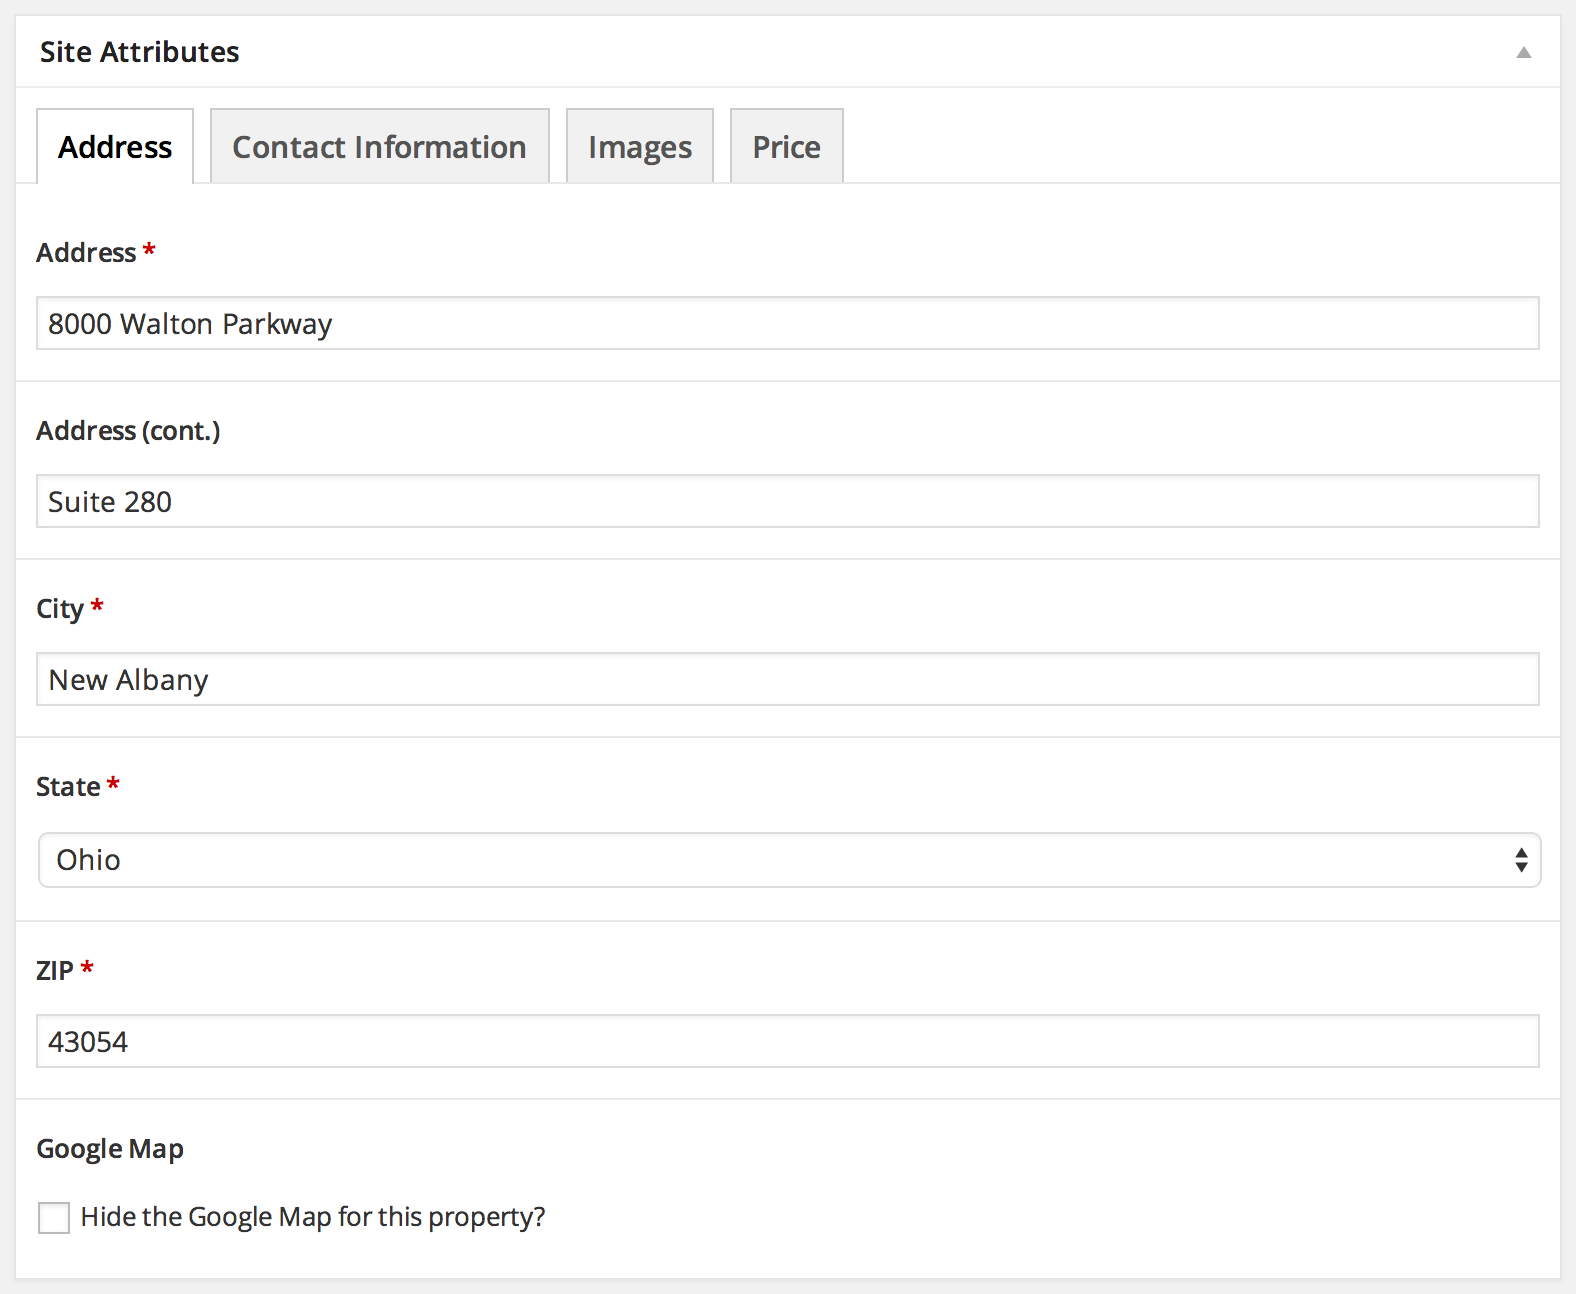 Site Attributes
Address Contact Information Images Price
Address *
8000 Walton Parkway
Address (cont.)
Suite 280
City *
New Albany
State *
Ohio
ZIP *
43054
Google Map
Hide the Google Map for this property?